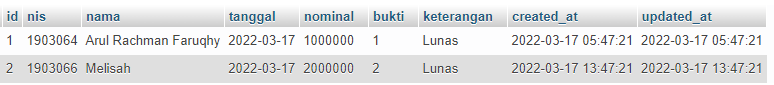 id nis nama tanggal nominal bukti keterangan created_at updated_at
1 1903064 Arul Rachman Faruqhy 2022-03-17 1000000 1 Lunas 2022-03-17 05:47:21 2022-03-17 05:47:21
2 1903066 Melisah 2022-03-17 2000000 2 Lunas 2022-03-17 13:47:21 2022-03-17 13:47:21